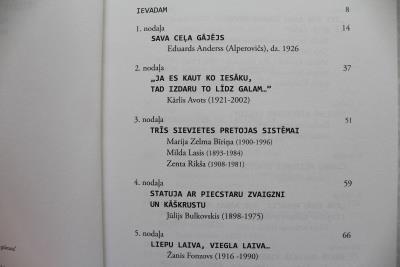 IEVADAM 8
1. nodaļa 14
SAVA CEĻA GĀJĒJS
Eduards Anderss (Alperovičs), dz. 1926
2. nodaļa 37
„JA ES KAUT KO IESĀKU,
TAD IZDARU TO LĪDZ GALAM...”
Kārlis Avots (1921-2002)
3. nodaļa 51
TRĪS SIEVIETES PRETOJAS SISTĒMAI
Marija Zelma Bīriņa (1900-1996)
Milda Lasis (1893-1984)
Zenta Rikša (1908-1981)
4. nodaļa 59
STATUJA AR PIECSTARU ZVAIGZNI
UN KĀŠKRUSTU
Jūlijs Bulkovskis (1898-1975)
5. nodaļa 66
LIEPU LAIVA, VIEGLA LAIVA...
Žanis Fonzovs (1916 -1990)